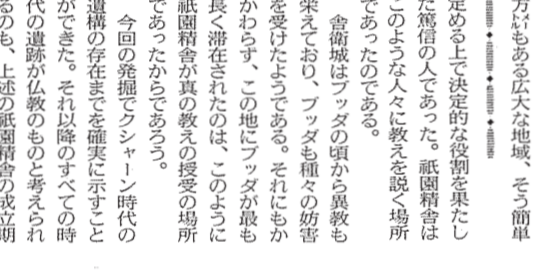 方㍍もある広大な地域、そう簡単
定める上で決定的な役割を果たし
た篤信の人であった。祇園精舎は
このような人々に教えを説く場所
であったのである。
舎衛城はブッダの頃から異教も
栄えており、ブッダも種々の妨害
を受けたようである。それにもか
かわらず、この地にブッダが最も
長く滞在されたのは、このように
祇園精舎が真の教えの授受の場所
であったからであろう。
今回の発掘でクシャーン時代の
遺構の存在までを確実に示すこと
ができた。それ以降のすべての時
代の遺跡が仏教のものと考えられ
るのも、上述の祇園精舎の成立期